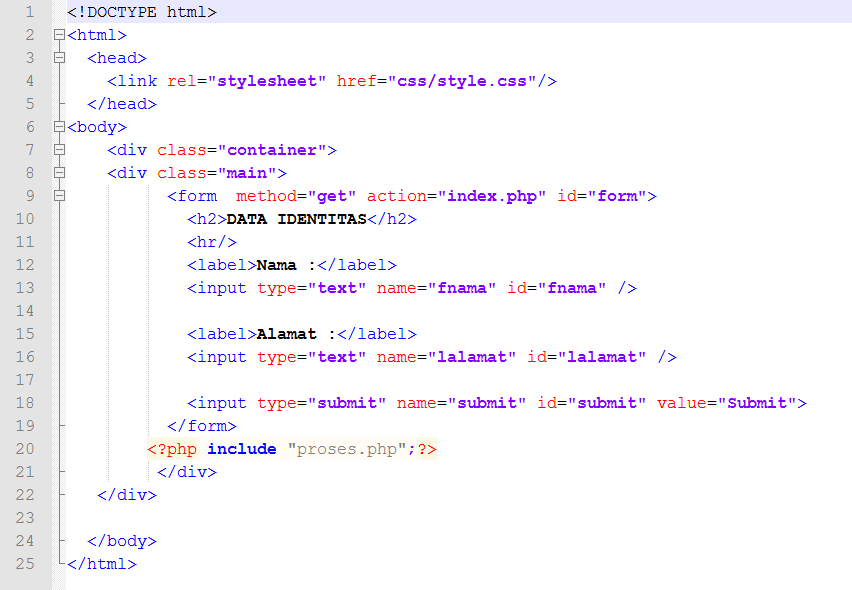 1 <!DOCTYPE html>
2 <html>
3 <head>
4 <link rel="stylesheet" href="css/style.css"/>
5 </head>
6 <body>
7 <div class="container">
8 <div class="main">
9 <form  method="get" action="index.php" id="form">
10 <h2>DATA IDENTITAS</h2>
11 <hr/>
12 <label>Nama :</label>
13 <input type="text" name="fnama" id="fnama" />
14
15 <label>Alamat :</label>
16 <input type="text" name="lalamat" id="lalamat" />
17
18 <input type="submit" name="submit" id="submit" value="Submit">
19 </form>
20 <?php include "proses.php";?>
21 </div>
22 </div>
23
24 </body>
25 </html>